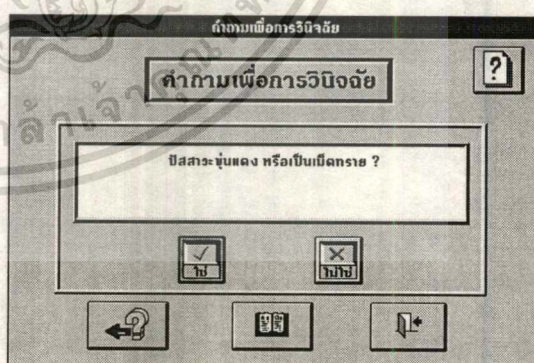 คำถามเพื่อการวินิจฉัย
คำถามเพื่อการวินิจฉัย
?
ปัสสาวะขุ่นแดง หรือเป็นเม็ดทราย ?
ใช่
ไม่ใช่